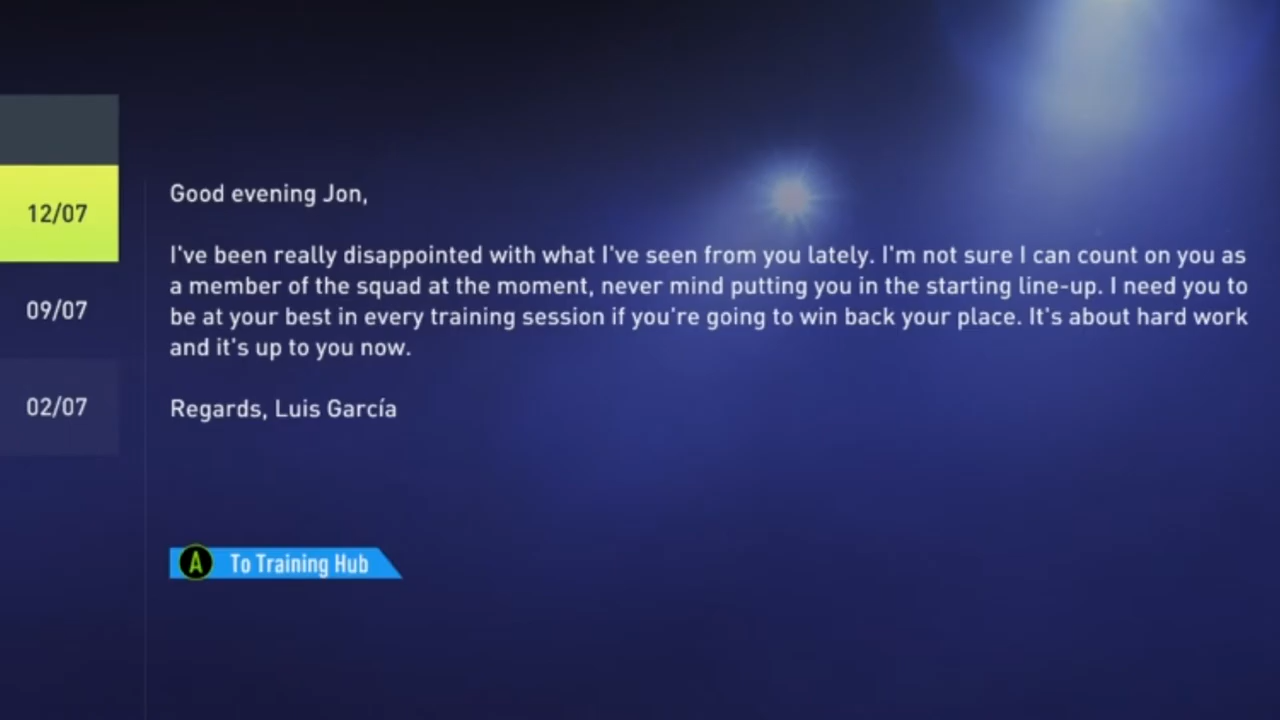 12/07
09/07
02/07
Good evening Jon,
I've been really disappointed with what I've seen from you lately. I'm not sure I can count on you as
a member of the squad at the moment, never mind putting you in the starting line-up. I need you to
be at your best in every training session if you're going to win back your place. It's about hard work
and it's up to you now.
Regards, Luis García
A To Training Hub